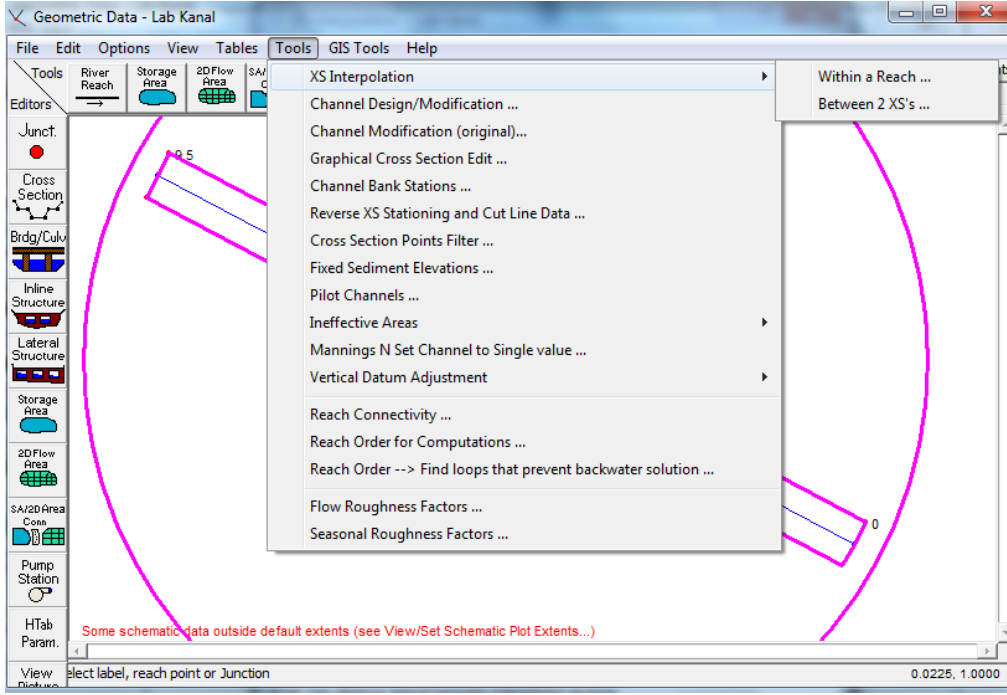 Geometric Data - Lab Kanal
File Edit Options View Tables Tools GIS Tools Help
Tools
Editors
River
Reach
Storage
Area
2D Flow
Area
Junct.
Cross
Section
Brdg/Culv
Inline
Structure
Lateral
Structure
Storage
Area
2D Flow
Area
SA/2D Area
Conn
Pump
Station
HTab
Param.
View
Picture
XS Interpolation
Channel Design/Modification ...
Channel Modification (original)...
Graphical Cross Section Edit ...
Channel Bank Stations ...
Reverse XS Stationing and Cut Line Data ...
Cross Section Points Filter ...
Fixed Sediment Elevations ...
Pilot Channels ...
Ineffective Areas
Mannings N Set Channel to Single value ...
Vertical Datum Adjustment
Reach Connectivity ...
Reach Order for Computations ...
Reach Order --> Find loops that prevent backwater solution ...
Flow Roughness Factors ...
Seasonal Roughness Factors ...
Within a Reach ...
Between 2 XS's ...
9.5
0
Some schematic data outside default extents (see View/Set Schematic Plot Extents...)
elect label, reach point or Junction
0.0225, 1.0000